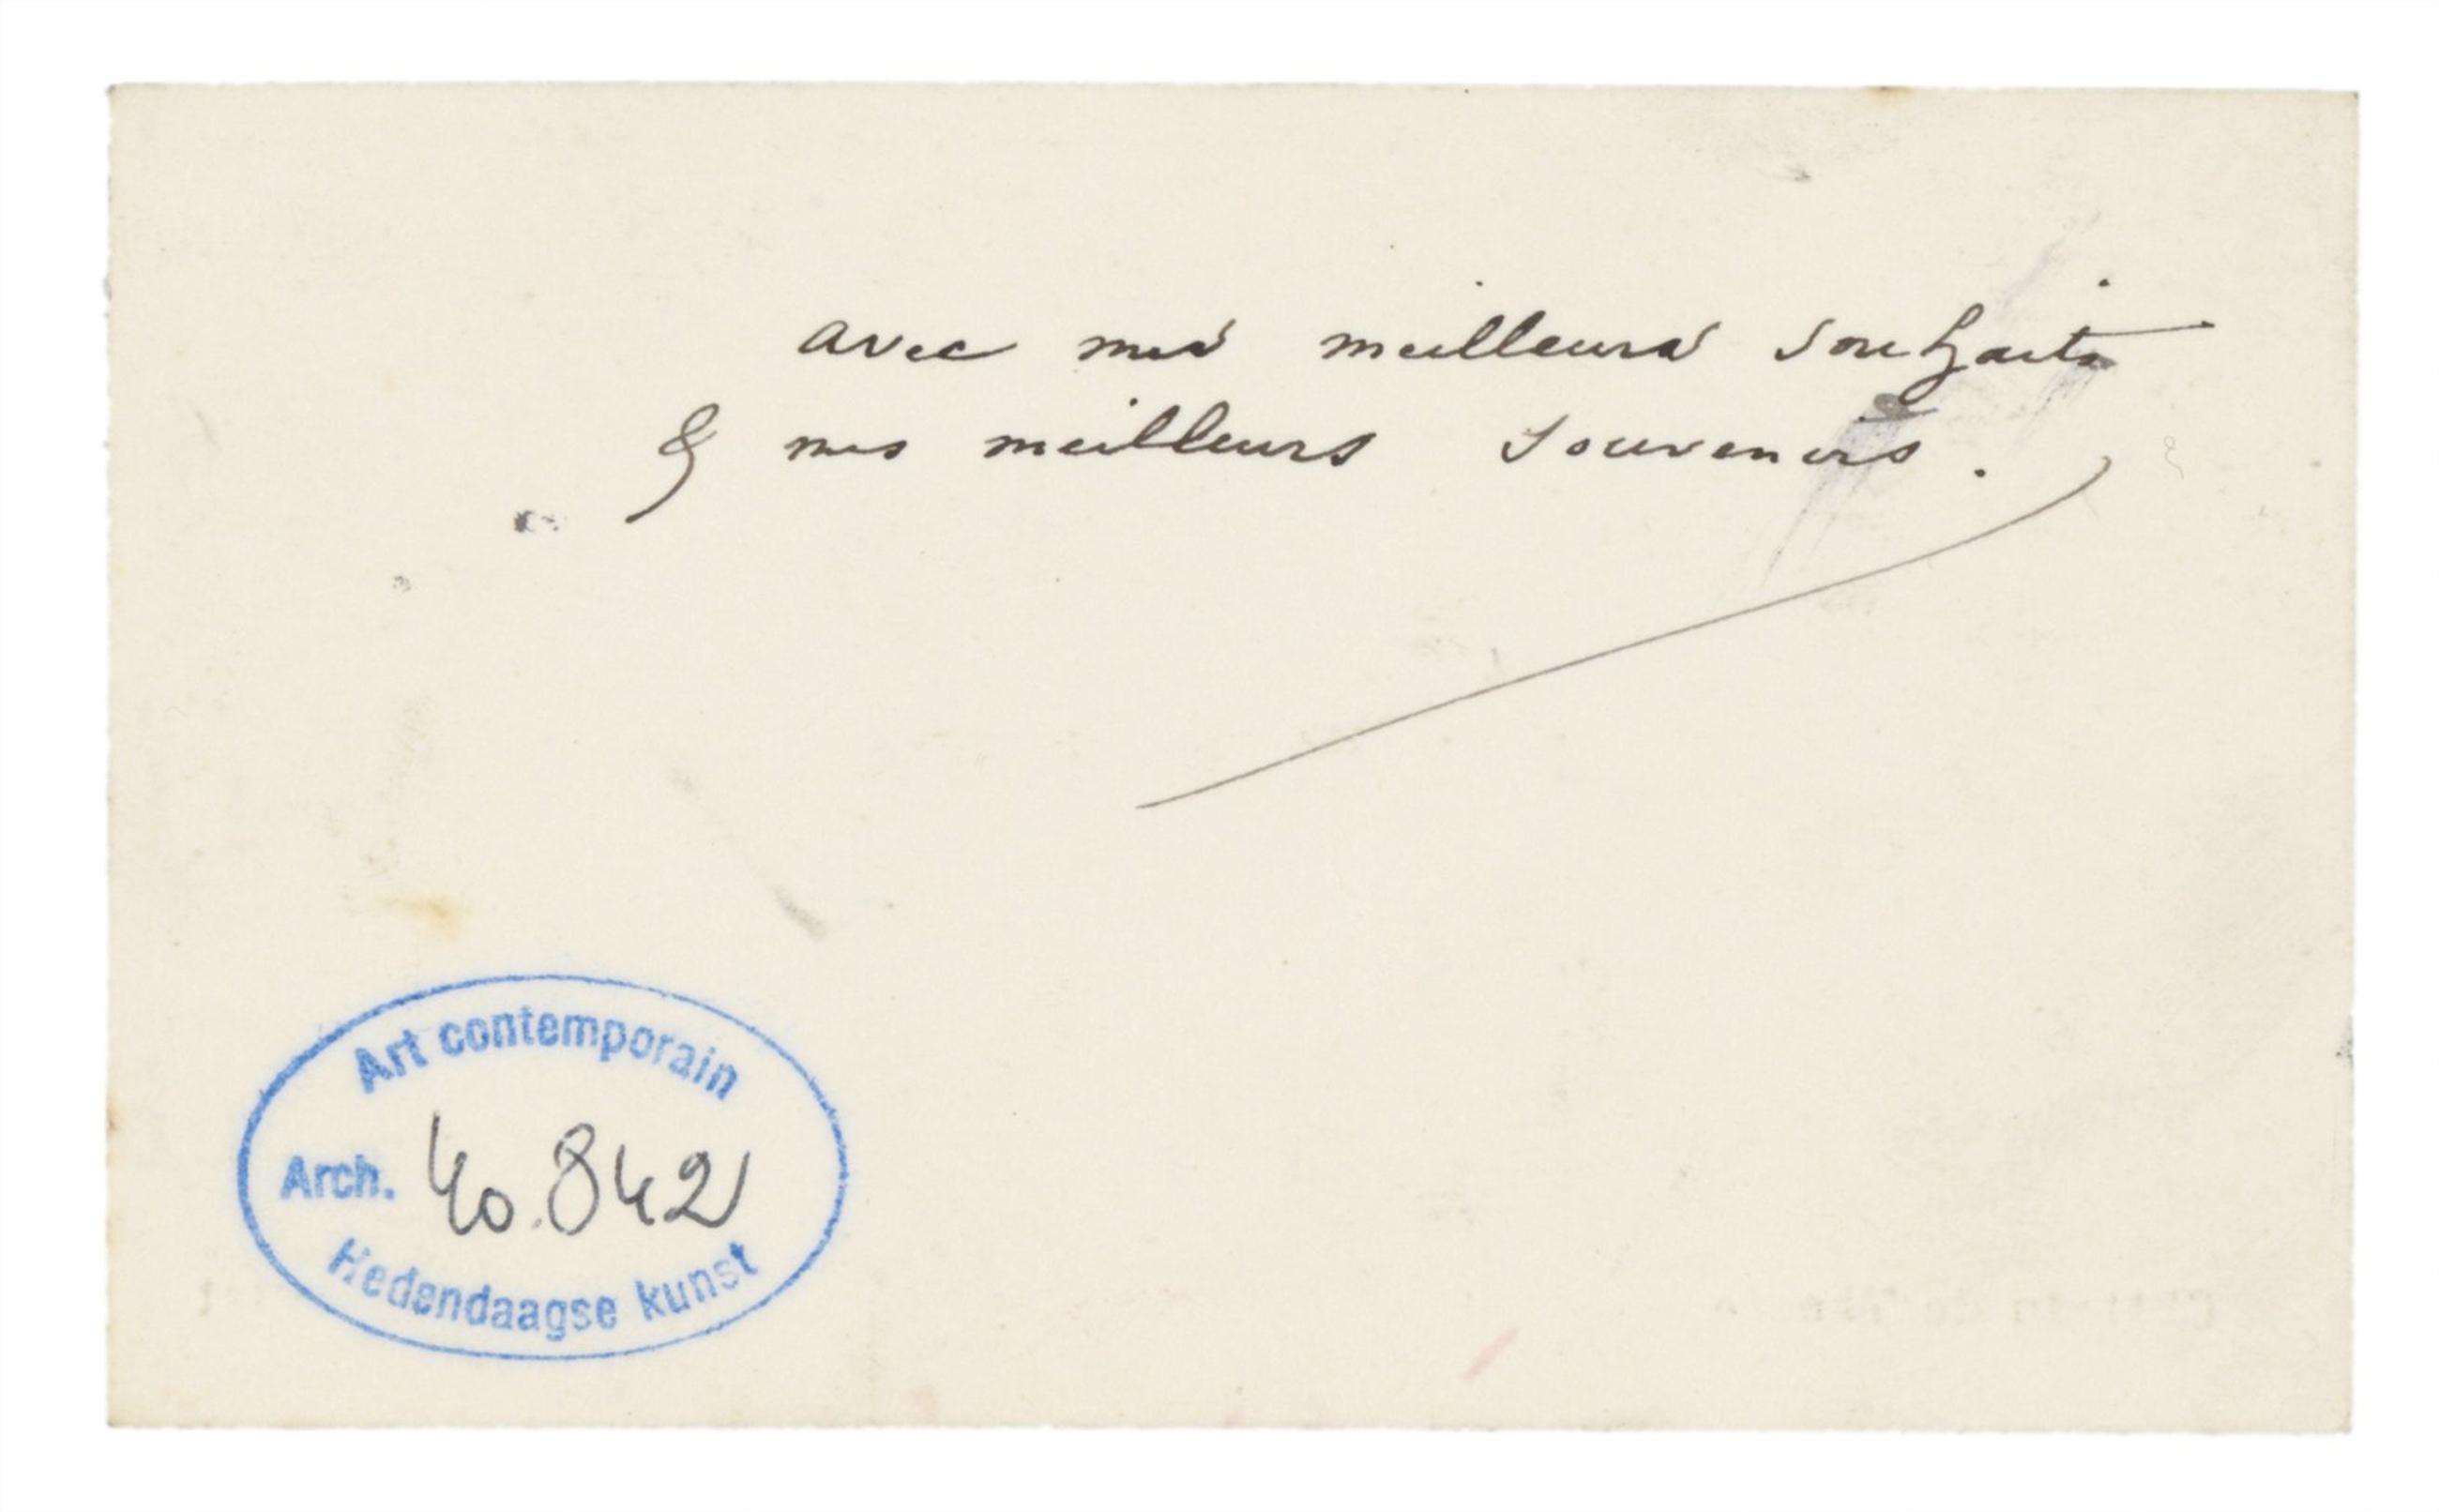 avec mes meilleurs souhaits
& mes meilleurs souvenirs.
Art contemporain
Arch. 40.842
Hedendaagse kunst